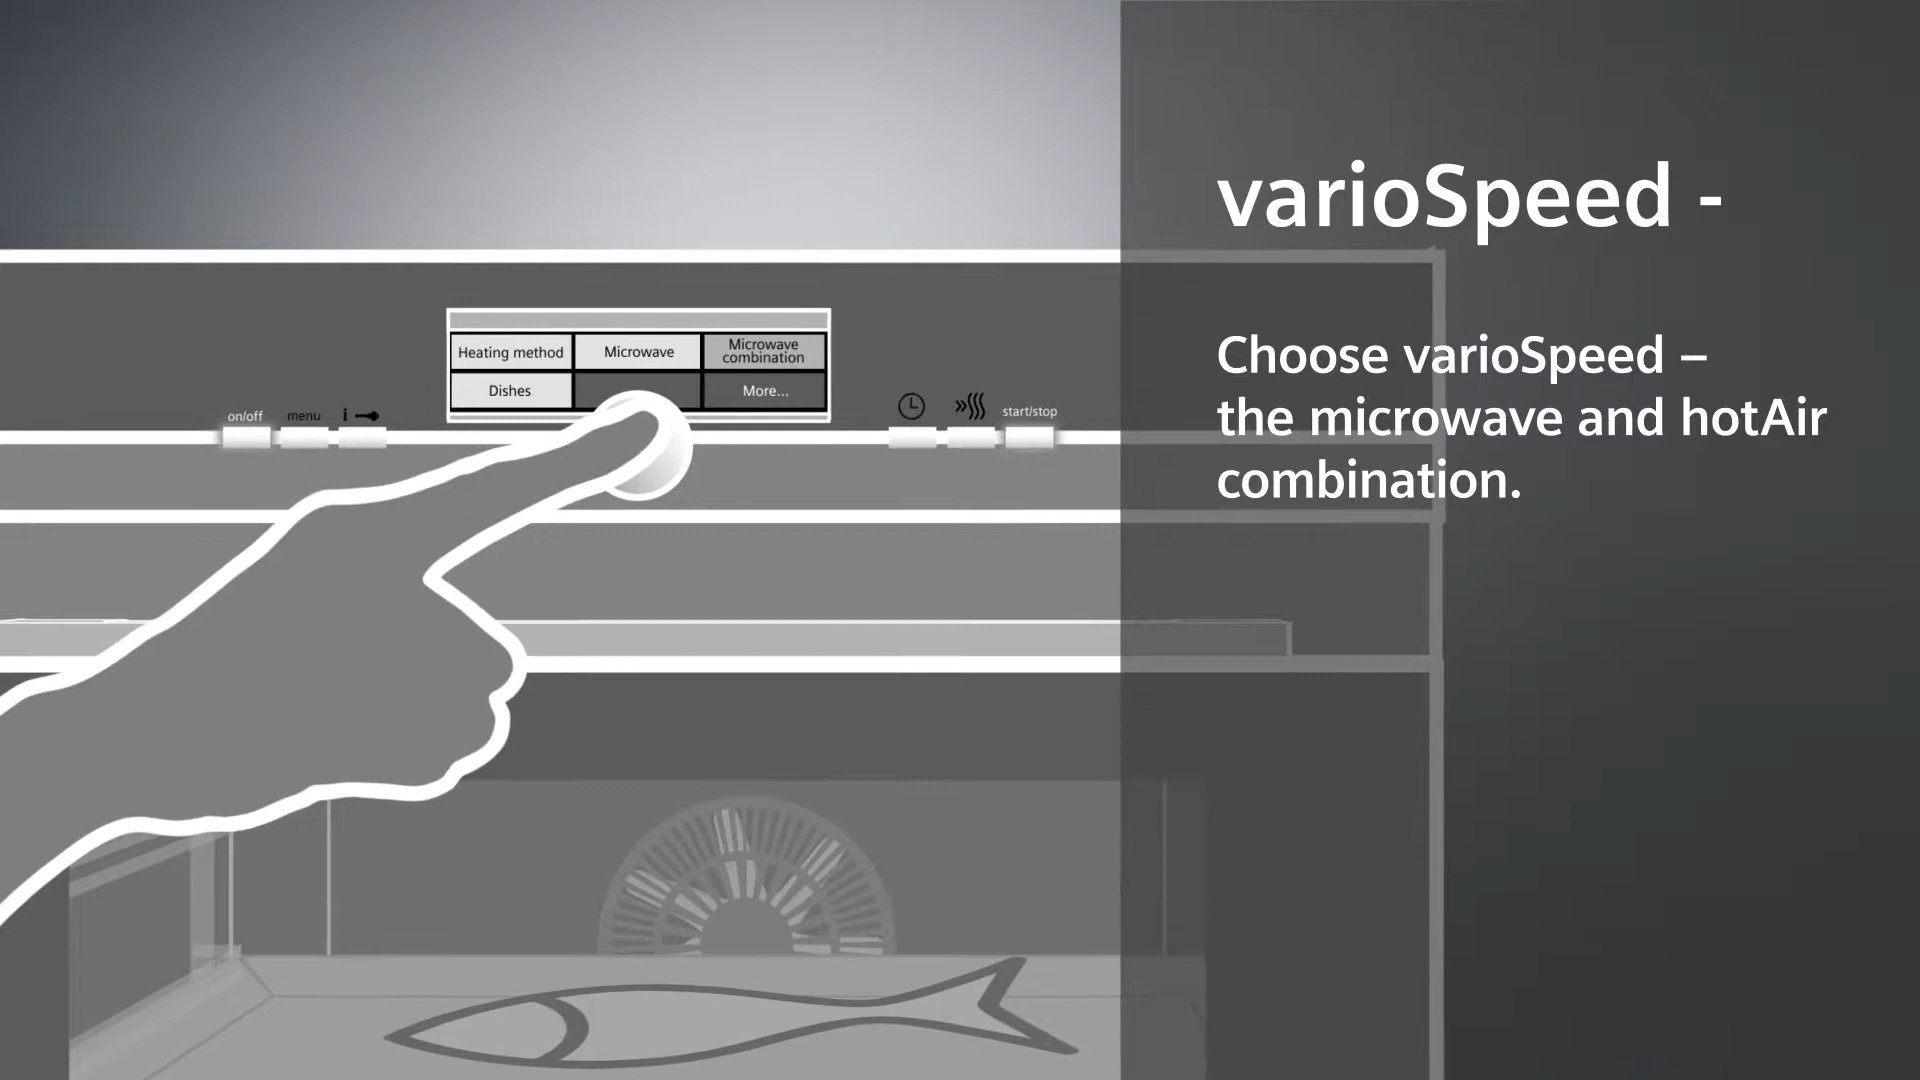 varioSpeed -
Choose varioSpeed –
the microwave and hotAir
combination.
Heating method
Microwave
Microwave
combination
Dishes
More...
on/off
menu
i
start/stop